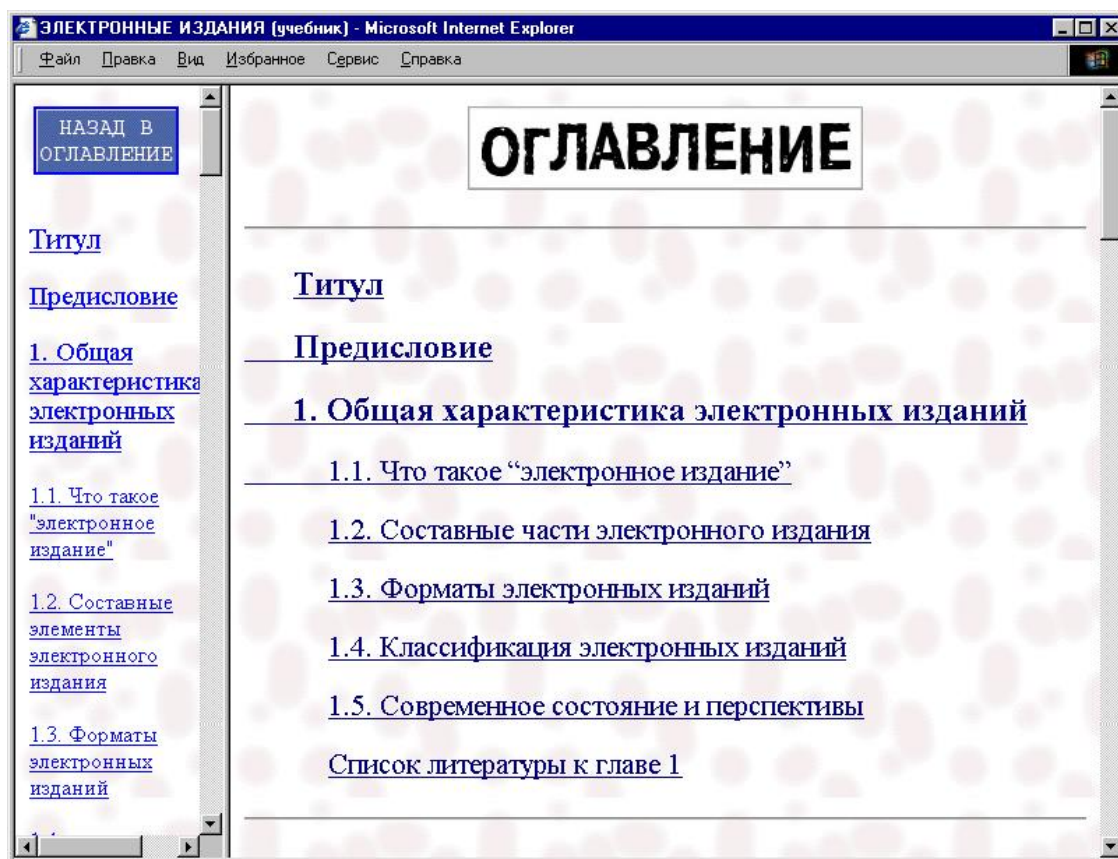 ЭЛЕКТРОННЫЕ ИЗДАНИЯ (учебник) - Microsoft Internet Explorer
Файл Правка Вид Избранное Сервис Справка
НАЗАД В
ОГЛАВЛЕНИЕ
Титул
Предисловие
1. Общая
характеристика
электронных
изданий
1.1. Что такое
"электронное
издание"
1.2. Составные
элементы
электронного
издания
1.3. Форматы
электронных
изданий
ОГЛАВЛЕНИЕ
Титул
Предисловие
1. Общая характеристика электронных изданий
1.1. Что такое “электронное издание”
1.2. Составные части электронного издания
1.3. Форматы электронных изданий
1.4. Классификация электронных изданий
1.5. Современное состояние и перспективы
Список литературы к главе 1